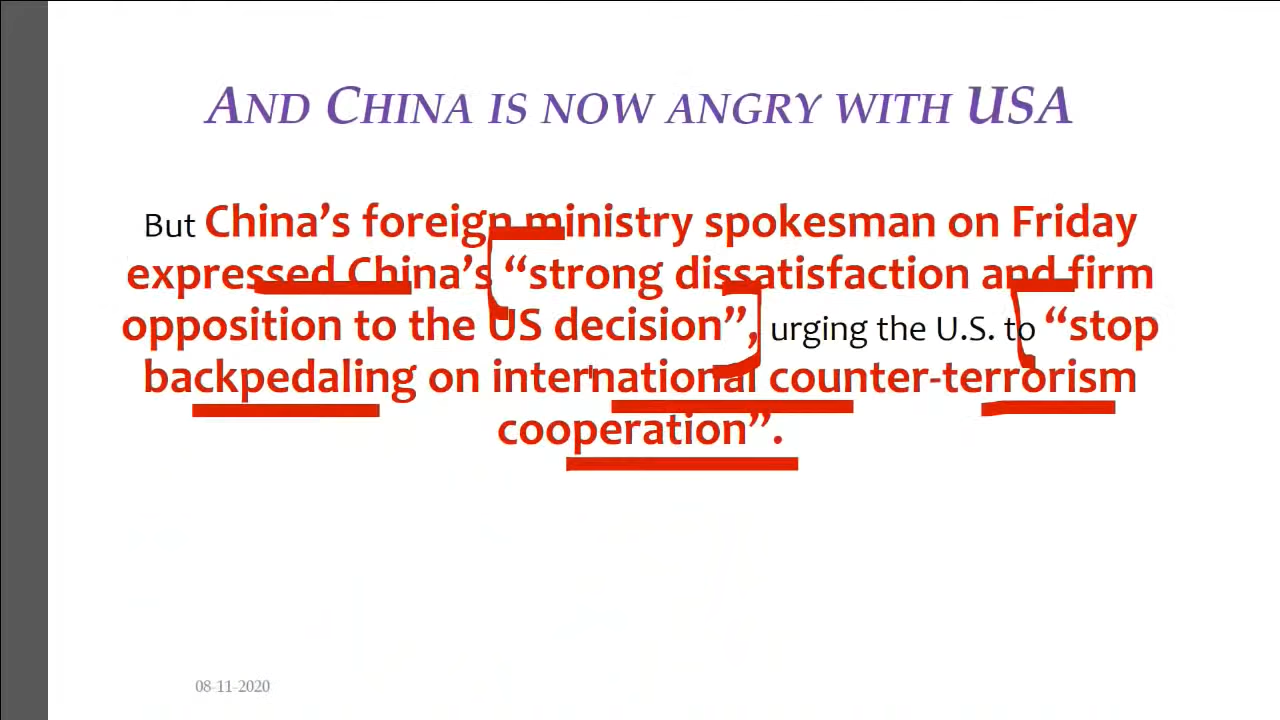 AND CHINA IS NOW ANGRY WITH USA
But China’s foreign ministry spokesman on Friday
expressed China’s “strong dissatisfaction and firm
opposition to the US decision”, urging the U.S. to “stop
backpedaling on international counter-terrorism
cooperation”.
08-11-2020